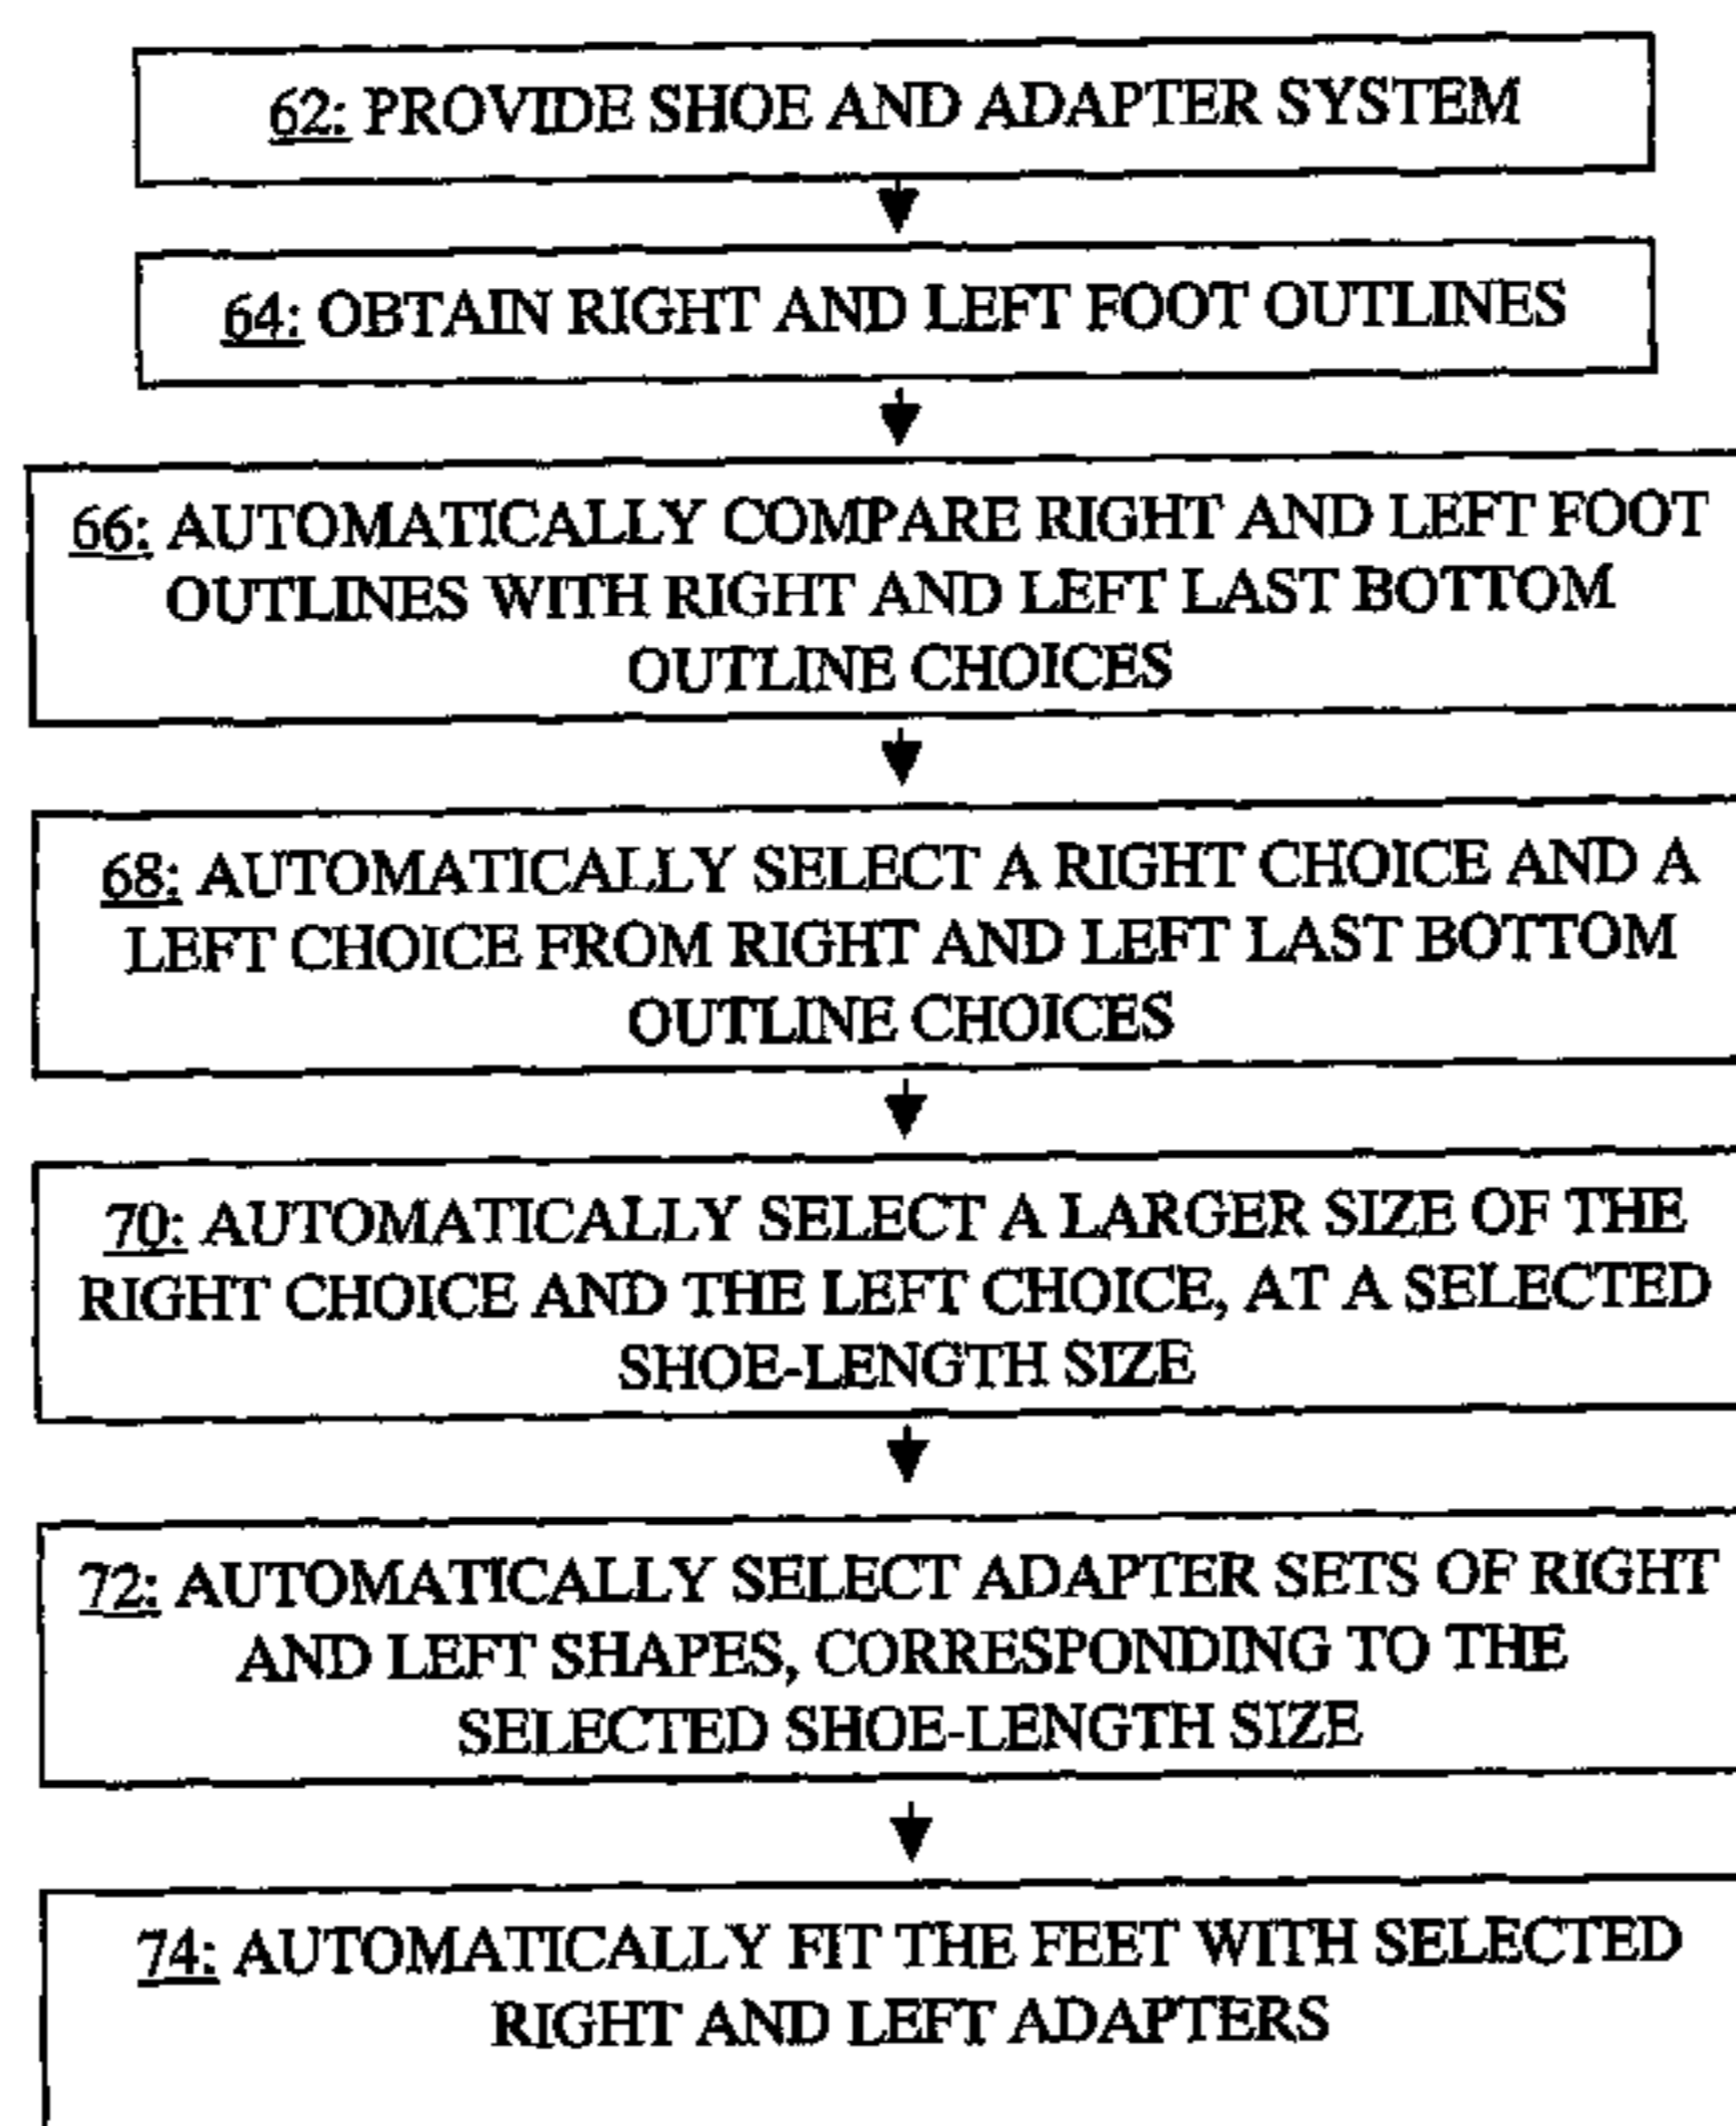 62: PROVIDE SHOE AND ADAPTER SYSTEM
64: OBTAIN RIGHT AND LEFT FOOT OUTLINES
66: AUTOMATICALLY COMPARE RIGHT AND LEFT FOOT
OUTLINES WITH RIGHT AND LEFT LAST BOTTOM
OUTLINE CHOICES
68: AUTOMATICALLY SELECT A RIGHT CHOICE AND A
LEFT CHOICE FROM RIGHT AND LEFT LAST BOTTOM
OUTLINE CHOICES
70: AUTOMATICALLY SELECT A LARGER SIZE OF THE
RIGHT CHOICE AND THE LEFT CHOICE, AT A SELECTED
SHOE-LENGTH SIZE
72: AUTOMATICALLY SELECT ADAPTER SETS OF RIGHT
AND LEFT SHAPES, CORRESPONDING TO THE
SELECTED SHOE-LENGTH SIZE
74: AUTOMATICALLY FIT THE FEET WITH SELECTED
RIGHT AND LEFT ADAPTERS